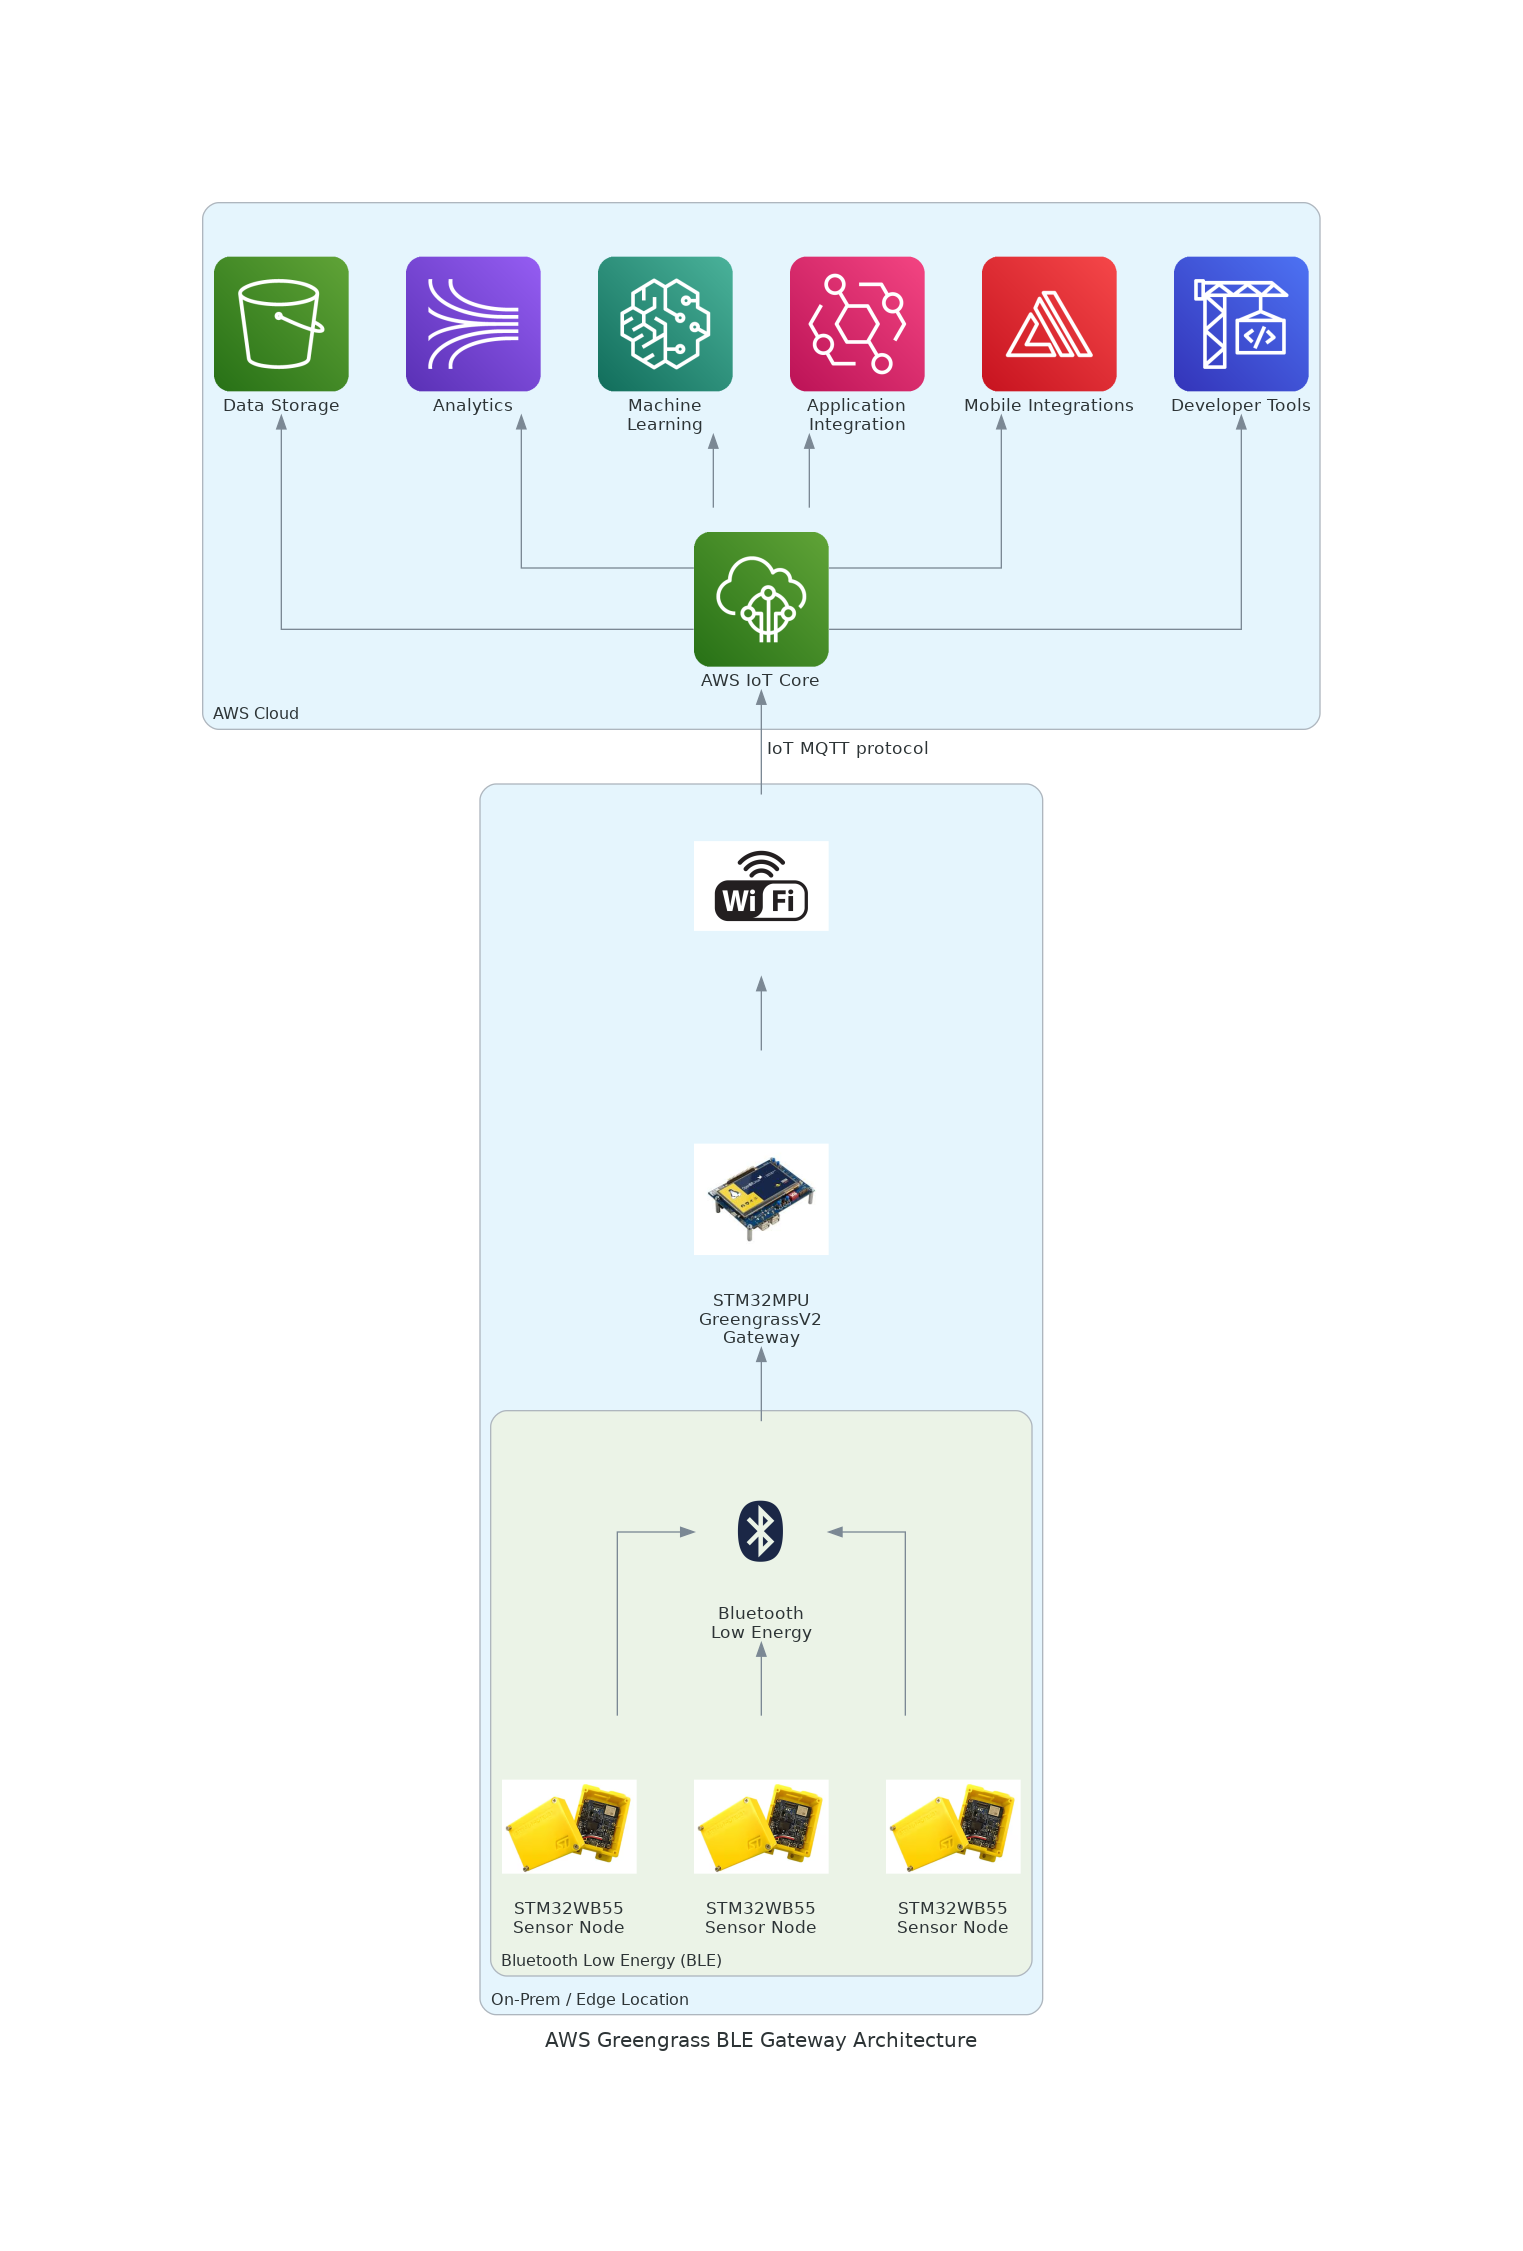 Data Storage
Analytics
Machine
Learning
Application
Integration
Mobile Integrations
Developer Tools
AWS IoT Core
AWS Cloud
IoT MQTT protocol
Wi Fi
STM32MPU
GreengrassV2
Gateway
Bluetooth
Low Energy
STM32WB55
Sensor Node
STM32WB55
Sensor Node
STM32WB55
Sensor Node
Bluetooth Low Energy (BLE)
On-Prem / Edge Location
AWS Greengrass BLE Gateway Architecture